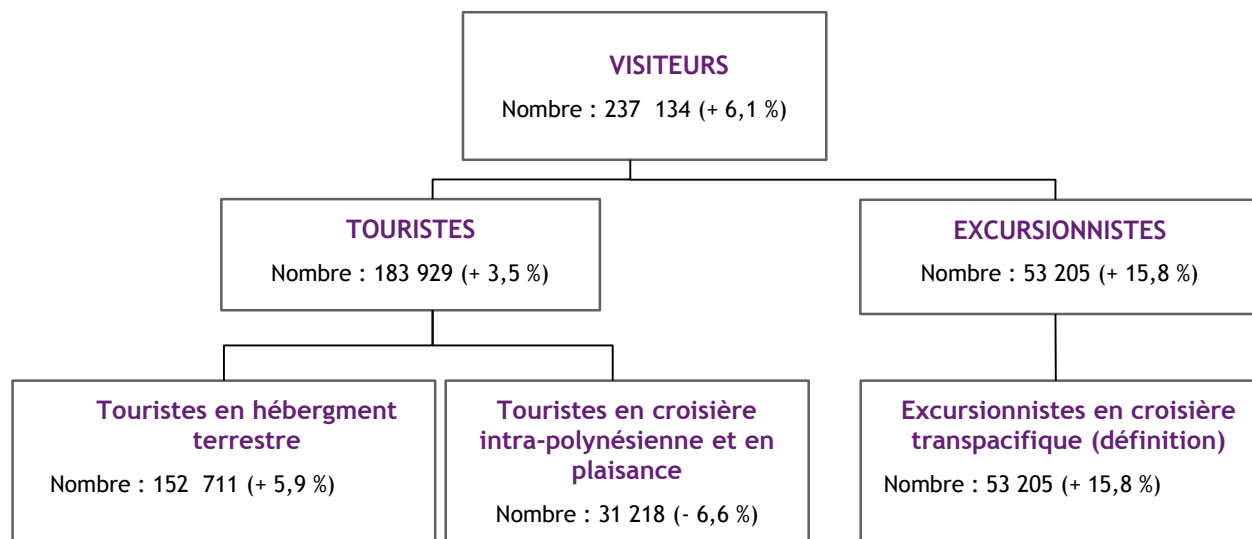 VISITEURS
Nombre : 237  134 (+ 6,1 %)
TOURISTES
Nombre : 183 929 (+ 3,5 %)
EXCURSIONNISTES
Nombre : 53 205 (+ 15,8 %)
Touristes en hébergment
terrestre
Nombre : 152  711 (+ 5,9 %)
Touristes en croisière
intra-polynésienne et en
plaisance
Nombre : 31 218 (- 6,6 %)
Excursionnistes en croisière
transpacifique (définition)
Nombre : 53 205 (+ 15,8 %)